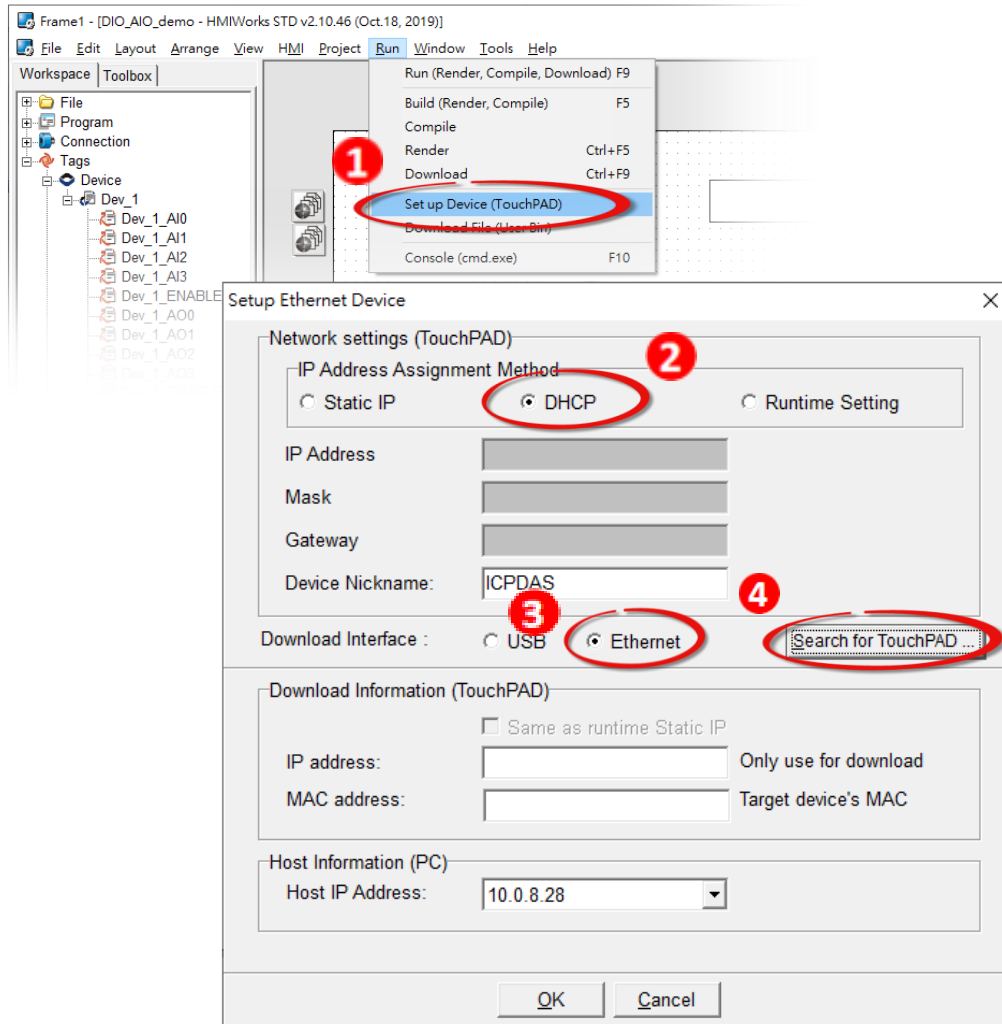 Frame1 - [DIO_AIO_demo - HMIWorks STD v2.10.46 (Oct.18, 2019)]
File Edit Layout Arrange View HMI Project Run Window Tools Help
Workspace Toolbox
File
Program
Connection
Tags
Device
Dev_1
Dev_1_AI0
Dev_1_AI1
Dev_1_AI2
Dev_1_AI3
Dev_1_ENABLE
Dev_1_AO0
Dev_1_AO1
Dev_1_AO2
Dev_1_AO3
Run (Render, Compile, Download) F9
Build (Render, Compile) F5
Compile
Render Ctrl+F5
Download Ctrl+F9
1
Set up Device (TouchPAD)
Download File (User Bin)
Console (cmd.exe) F10
Setup Ethernet Device
Network settings (TouchPAD)
2
IP Address Assignment Method
Static IP DHCP Runtime Setting
IP Address
Mask
Gateway
Device Nickname: ICPDAS
3 4
Download Interface : USB Ethernet Search for TouchPAD ...
Download Information (TouchPAD)
Same as runtime Static IP
IP address: Only use for download
MAC address: Target device's MAC
Host Information (PC)
Host IP Address: 10.0.8.28
OK Cancel